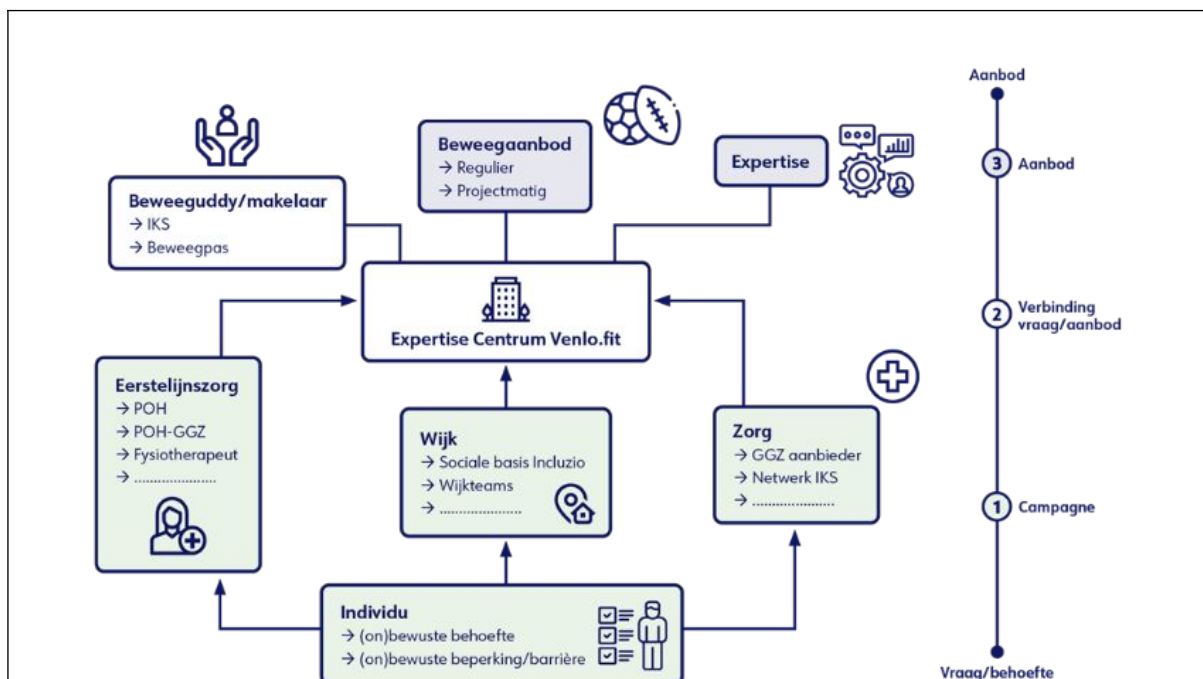 Aanbod
Beweegaanbod
→ Regulier
→ Projectmatig
Expertise
3 Aanbod
Beweeguddy/makelaar
→ IKS
→ Beweegpas
Expertise Centrum Venlo.fit
2 Verbinding
vraag/aanbod
Eerstelijnszorg
→ POH
→ POH-GGZ
→ Fysiotherapeut
→ ......................
Wijk
→ Sociale basis Incluzio
→ Wijkteams
→ ......................
Zorg
→ GGZ aanbieder
→ Netwerk IKS
→ ......................
1 Campagne
Individu
→ (on)bewuste behoefte
→ (on)bewuste beperking/barrière
Vraag/behoefte